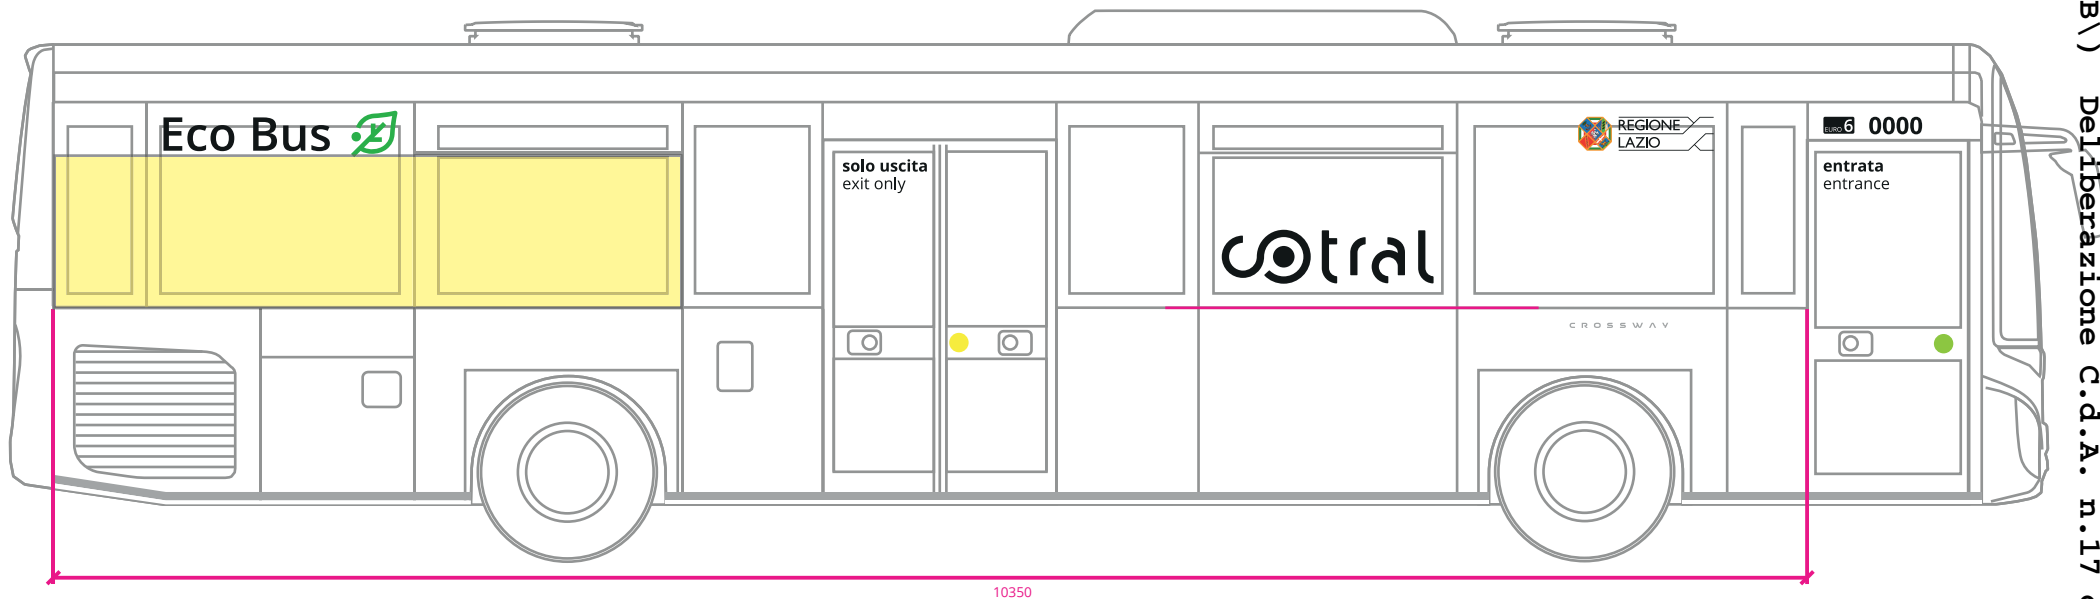 Eco Bus
REGIONE
LAZIO
EURO 6 0000
solo uscita
exit only
entrata
entrance
cotral
CROSSWAY
10350
B\) Deliberazione C.d.A. n.17